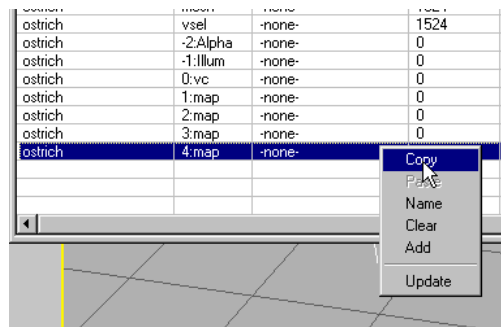 ostrich vsel -none- 1524
ostrich -2:Alpha -none- 0
ostrich -1:Illum -none- 0
ostrich 0:vc -none- 0
ostrich 1:map -none- 0
ostrich 2:map -none- 0
ostrich 3:map -none- 0
ostrich 4:map -none-
Copy
Paste
Name
Clear
Add
Update